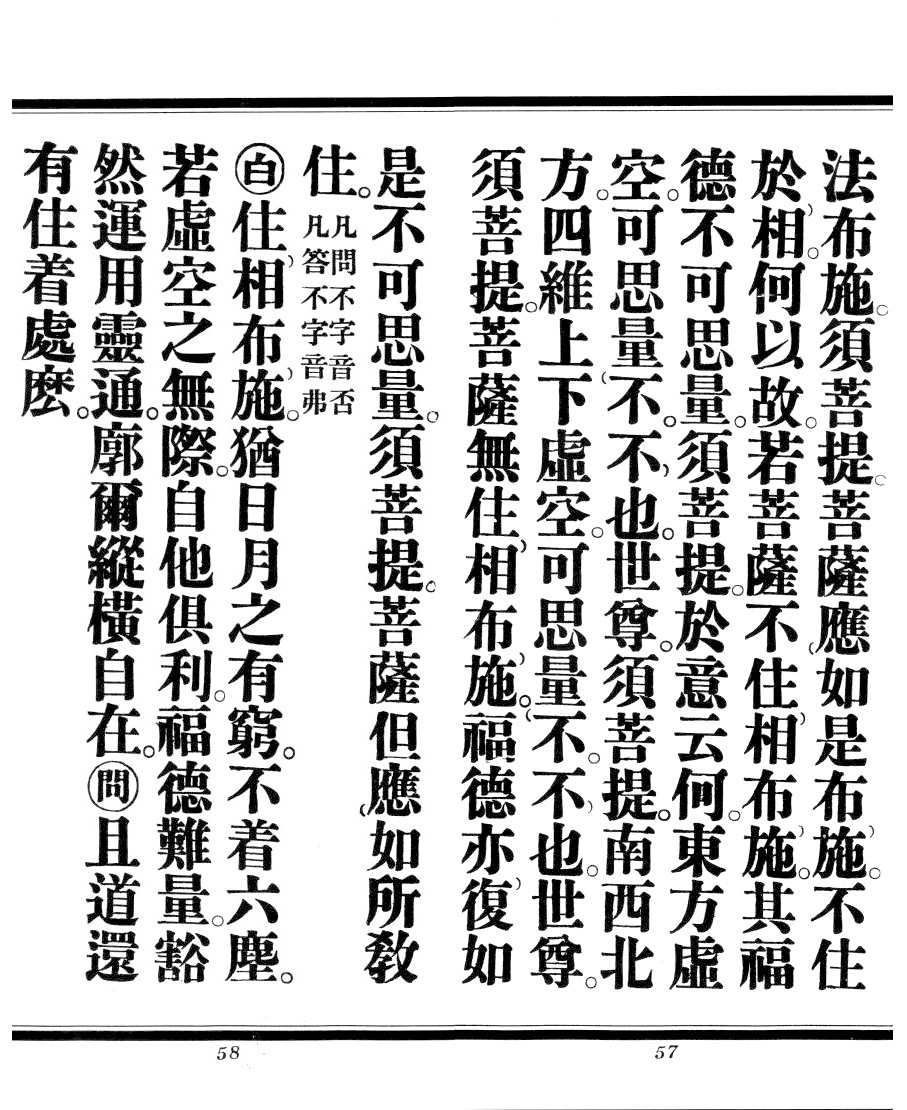 法布施。須菩提。菩薩應如是布施。不住
於相。何以故。若菩薩不住相布施。其福
德不可思量。須菩提。於意云何。東方虛
空。可思量不。不也。世尊。須菩提。南西北
方。四維上下虛空。可思量不。不也。世尊。
須菩提。菩薩無住相布施。福德亦復如
57
是不可思量。須菩提。菩薩但應如所教
住。凡問不字音否
凡答不字音弗
白住相布施。猶日月之有窮。不着六塵。
若虛空之無際。自他俱利。福德難量。豁
然運用靈通。廓爾縱橫自在。問且道還
有住着處麽。
58